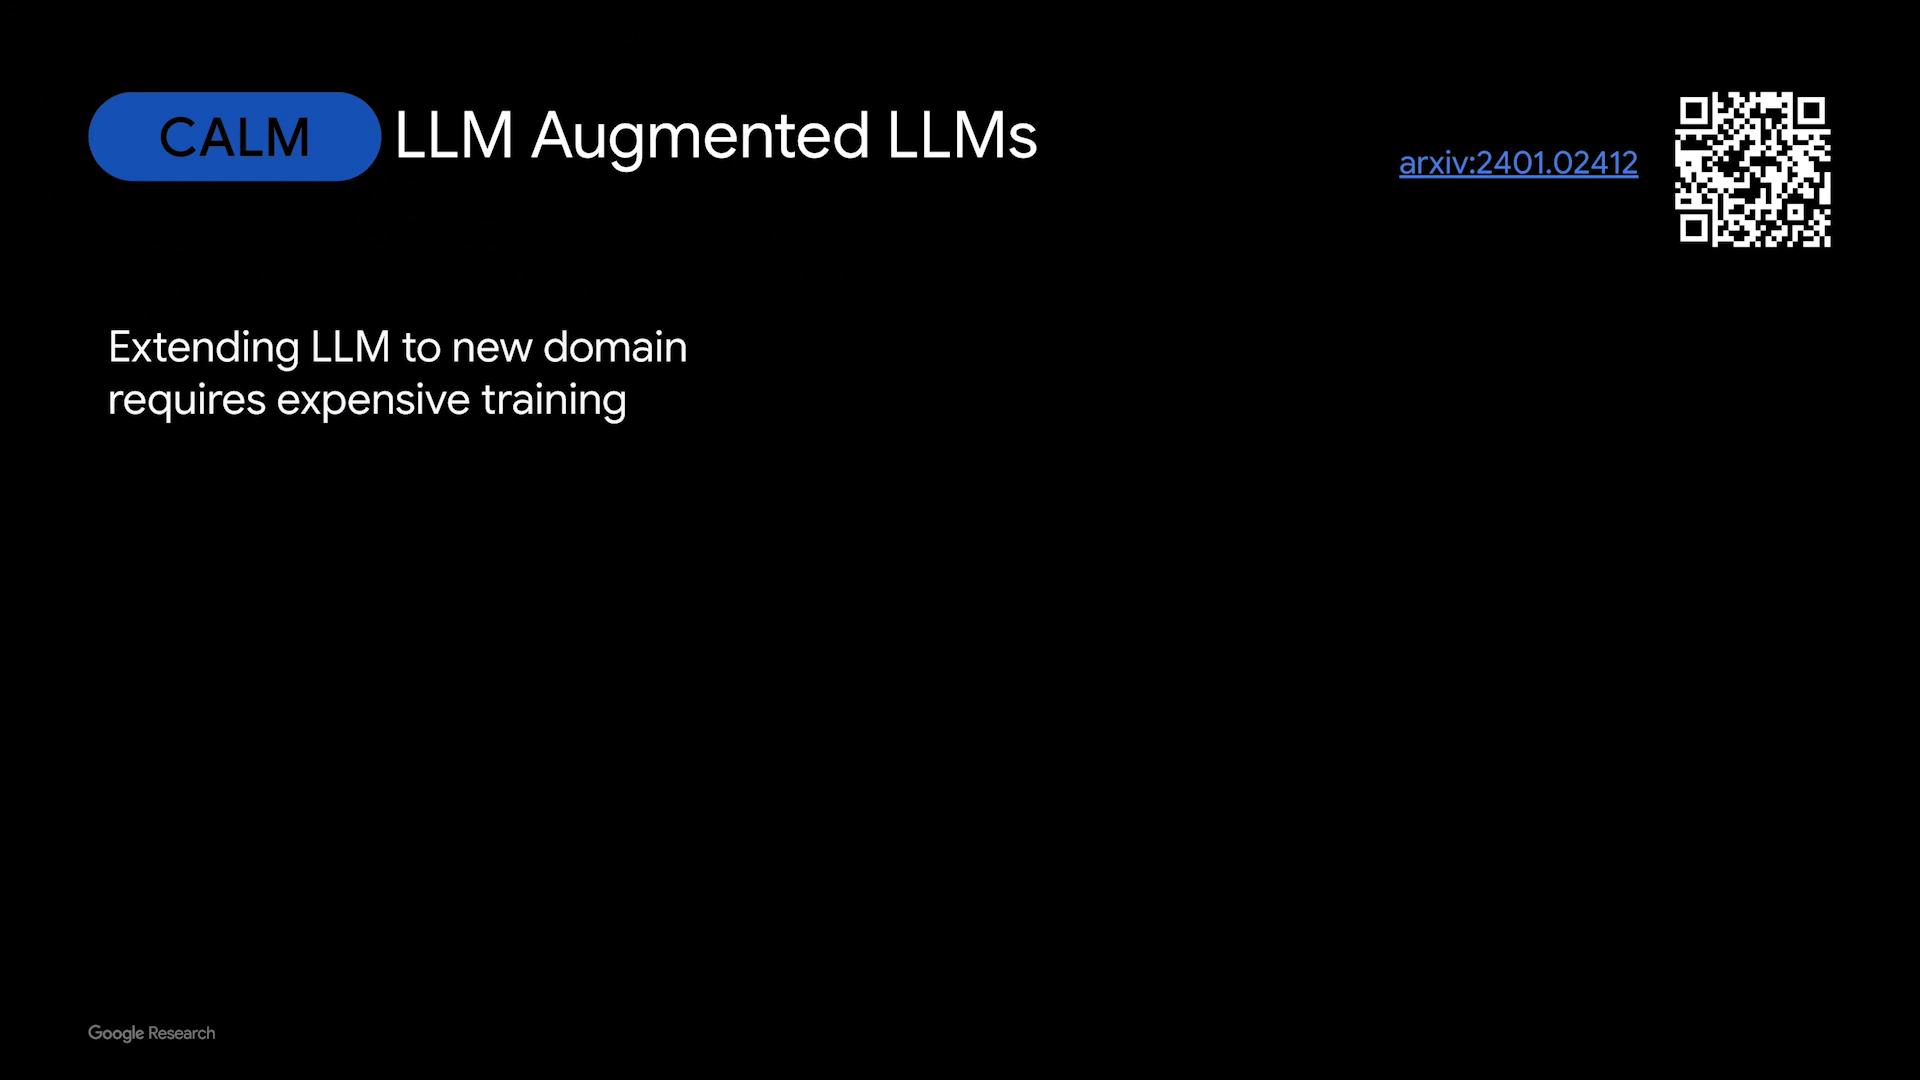 CALM LLM Augmented LLMs
arxiv:2401.02412
Extending LLM to new domain
requires expensive training
Google Research